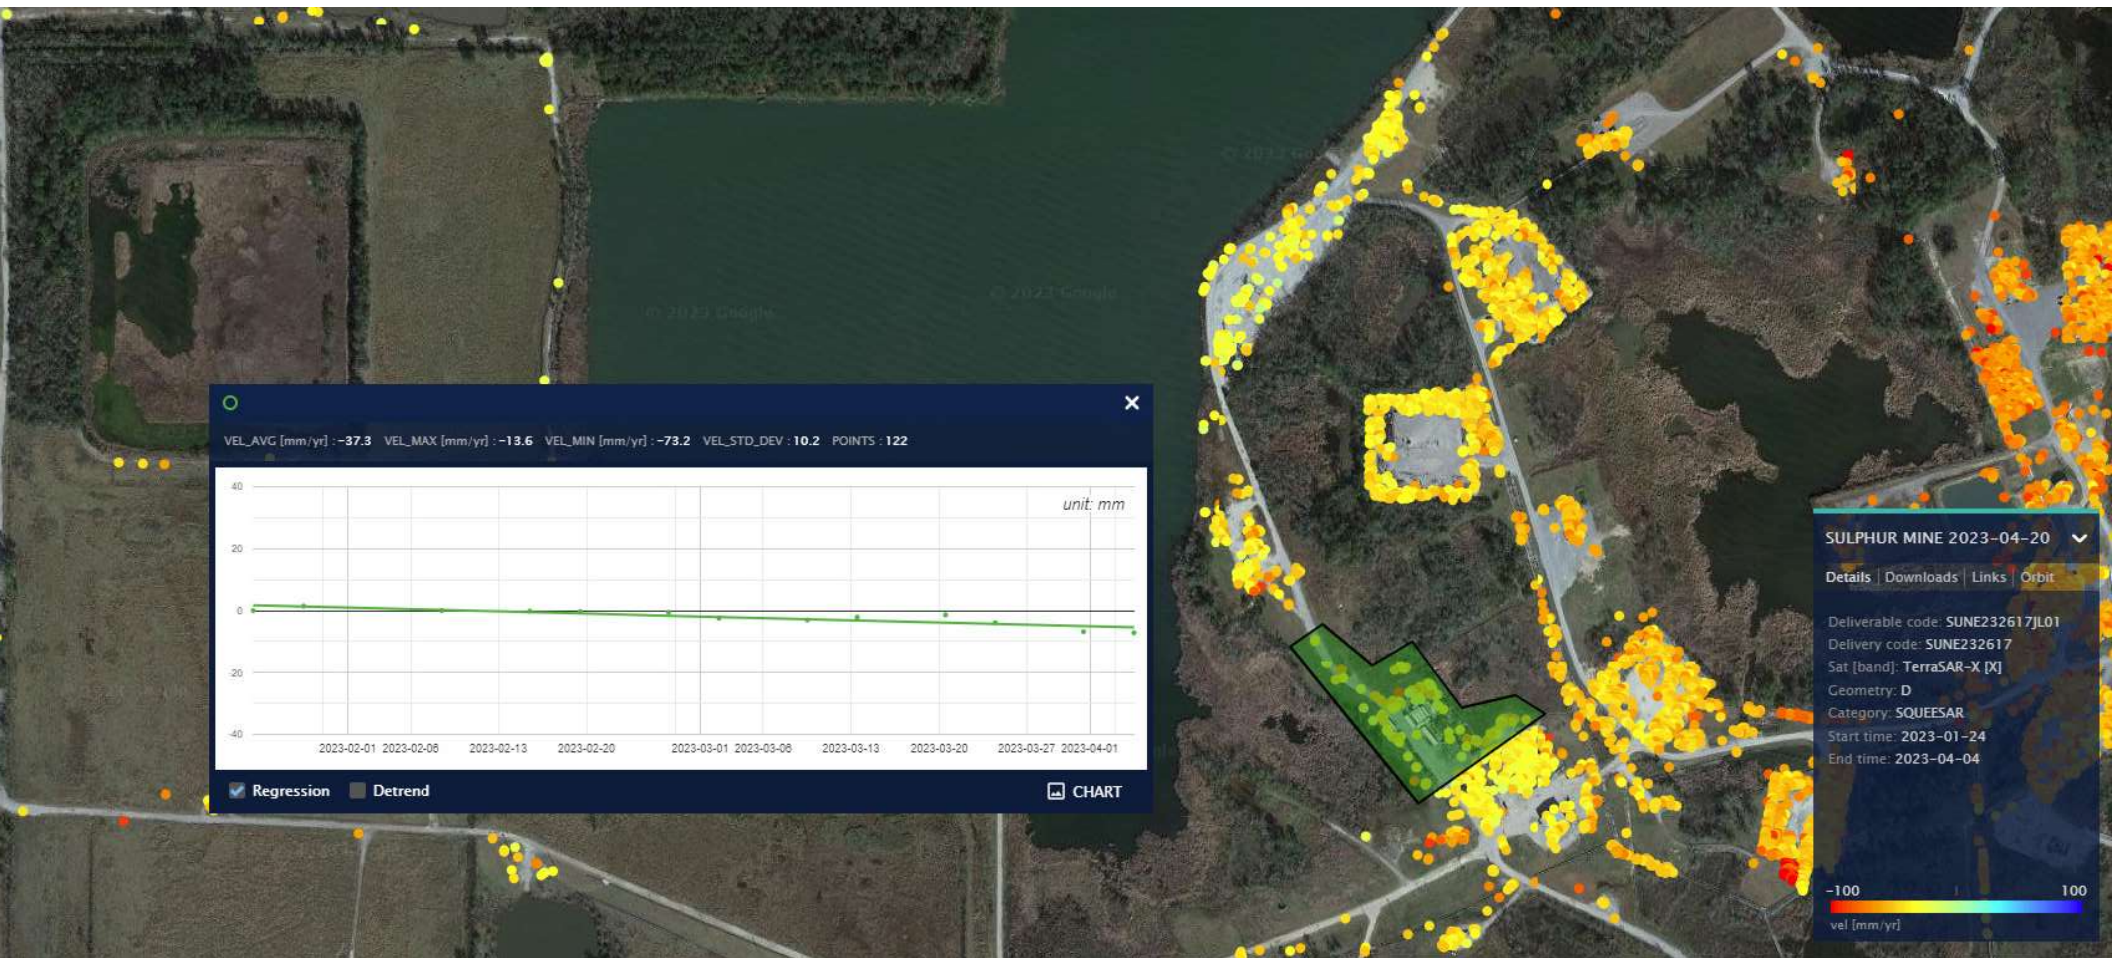 © 2023 Google
© 2023 Google
VEL_AVG [mm/yr] : -37.3 VEL_MAX [mm/yr] : -13.6 VEL_MIN [mm/yr] : -73.2 VEL_STD_DEV : 10.2 POINTS : 122
unit: mm
40
20
0
-20
-40
2023-02-01 2023-02-06 2023-02-13 2023-02-20 2023-03-01 2023-03-06 2023-03-13 2023-03-20 2023-03-27 2023-04-01
Regression Detrend CHART
SULPHUR MINE 2023-04-20
Details | Downloads | Links | Orbit
Deliverable code: SUNE232617JL01
Delivery code: SUNE232617
Sat [band]: TerraSAR-X [X]
Geometry: D
Category: SQUEESAR
Start time: 2023-01-24
End time: 2023-04-04
-100 100
vel [mm/yr]